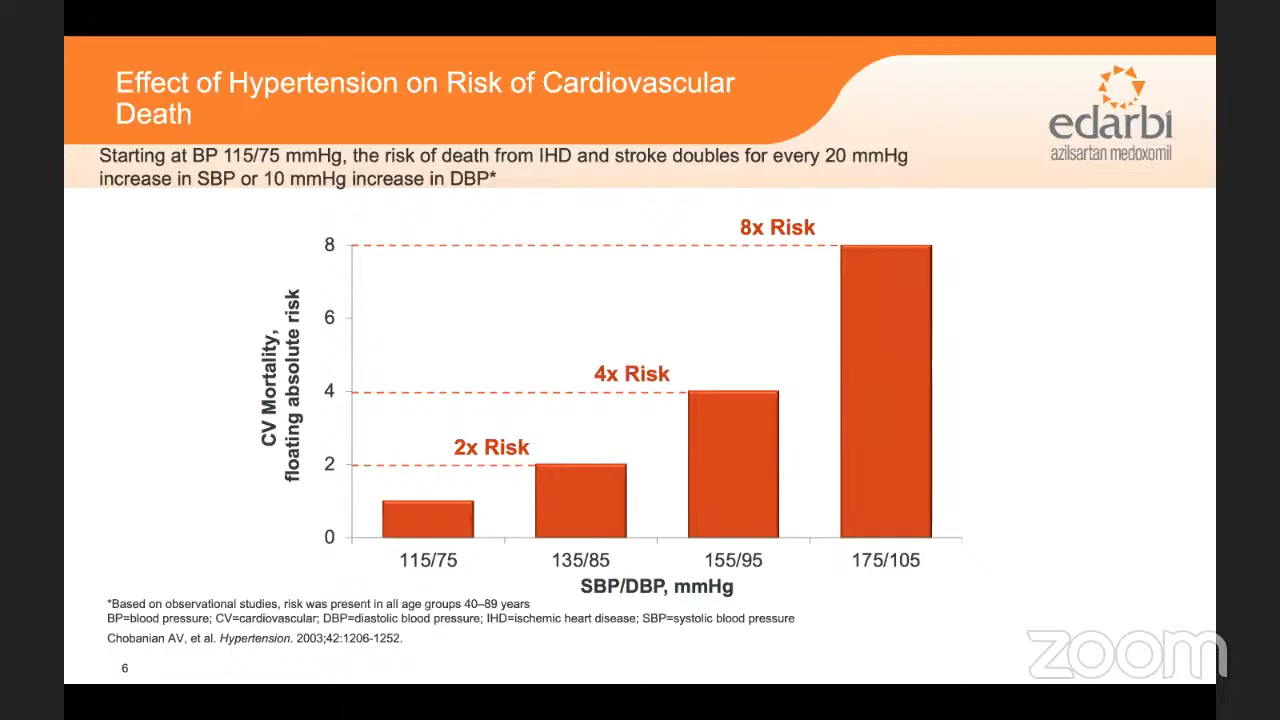 Effect of Hypertension on Risk of Cardiovascular
Death
edarbi
azilsartan medoxomil
Starting at BP 115/75 mmHg, the risk of death from IHD and stroke doubles for every 20 mmHg
increase in SBP or 10 mmHg increase in DBP*
8x Risk
4x Risk
2x Risk
CV Mortality,
floating absolute risk
8
6
4
2
0
115/75 135/85 155/95 175/105
SBP/DBP, mmHg
*Based on observational studies, risk was present in all age groups 40–89 years
BP=blood pressure; CV=cardiovascular; DBP=diastolic blood pressure; IHD=ischemic heart disease; SBP=systolic blood pressure
Chobanian AV, et al. Hypertension. 2003;42:1206-1252.
6
zoom